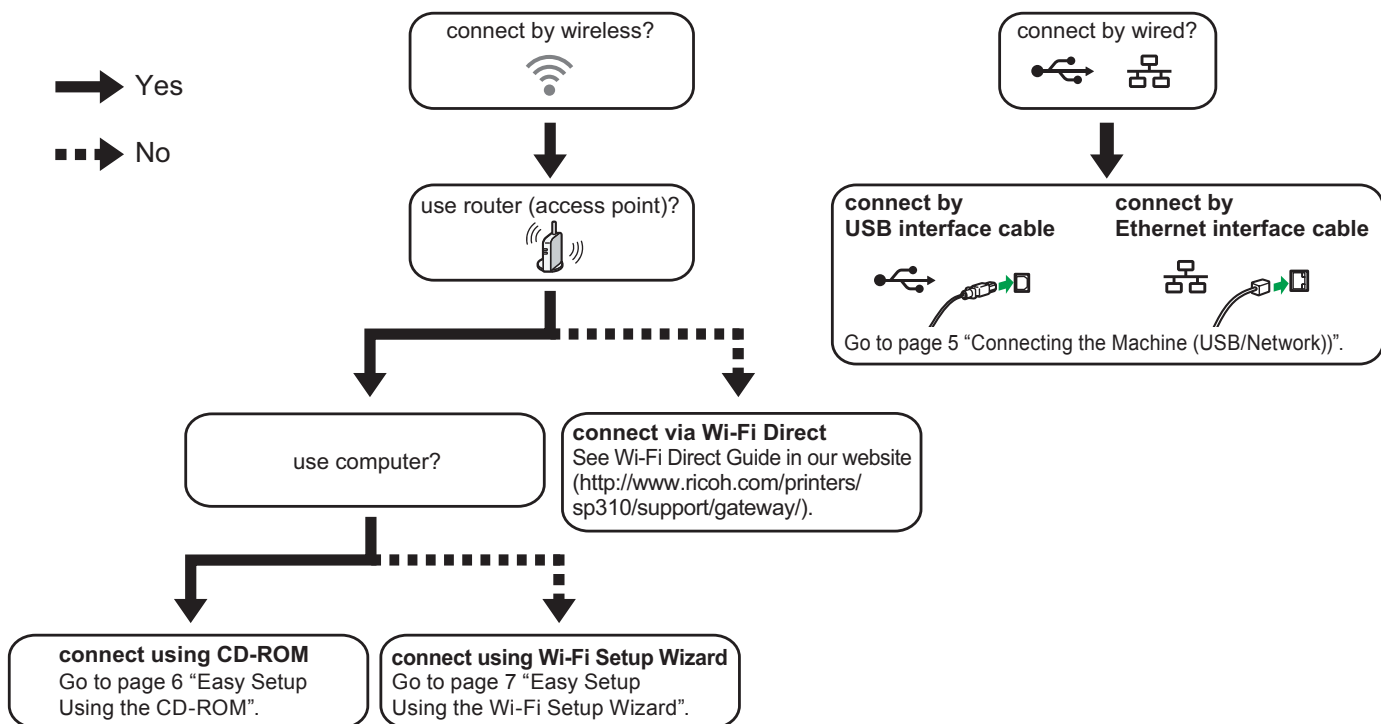 connect by wireless?
connect by wired?
Yes
No
use router (access point)?
connect by
USB interface cable
connect by
Ethernet interface cable
Go to page 5 “Connecting the Machine (USB/Network))”.
use computer?
connect via Wi-Fi Direct
See Wi-Fi Direct Guide in our website
(http://www.ricoh.com/printers/
sp310/support/gateway/).
connect using CD-ROM
Go to page 6 “Easy Setup
Using the CD-ROM”.
connect using Wi-Fi Setup Wizard
Go to page 7 “Easy Setup
Using the Wi-Fi Setup Wizard”.